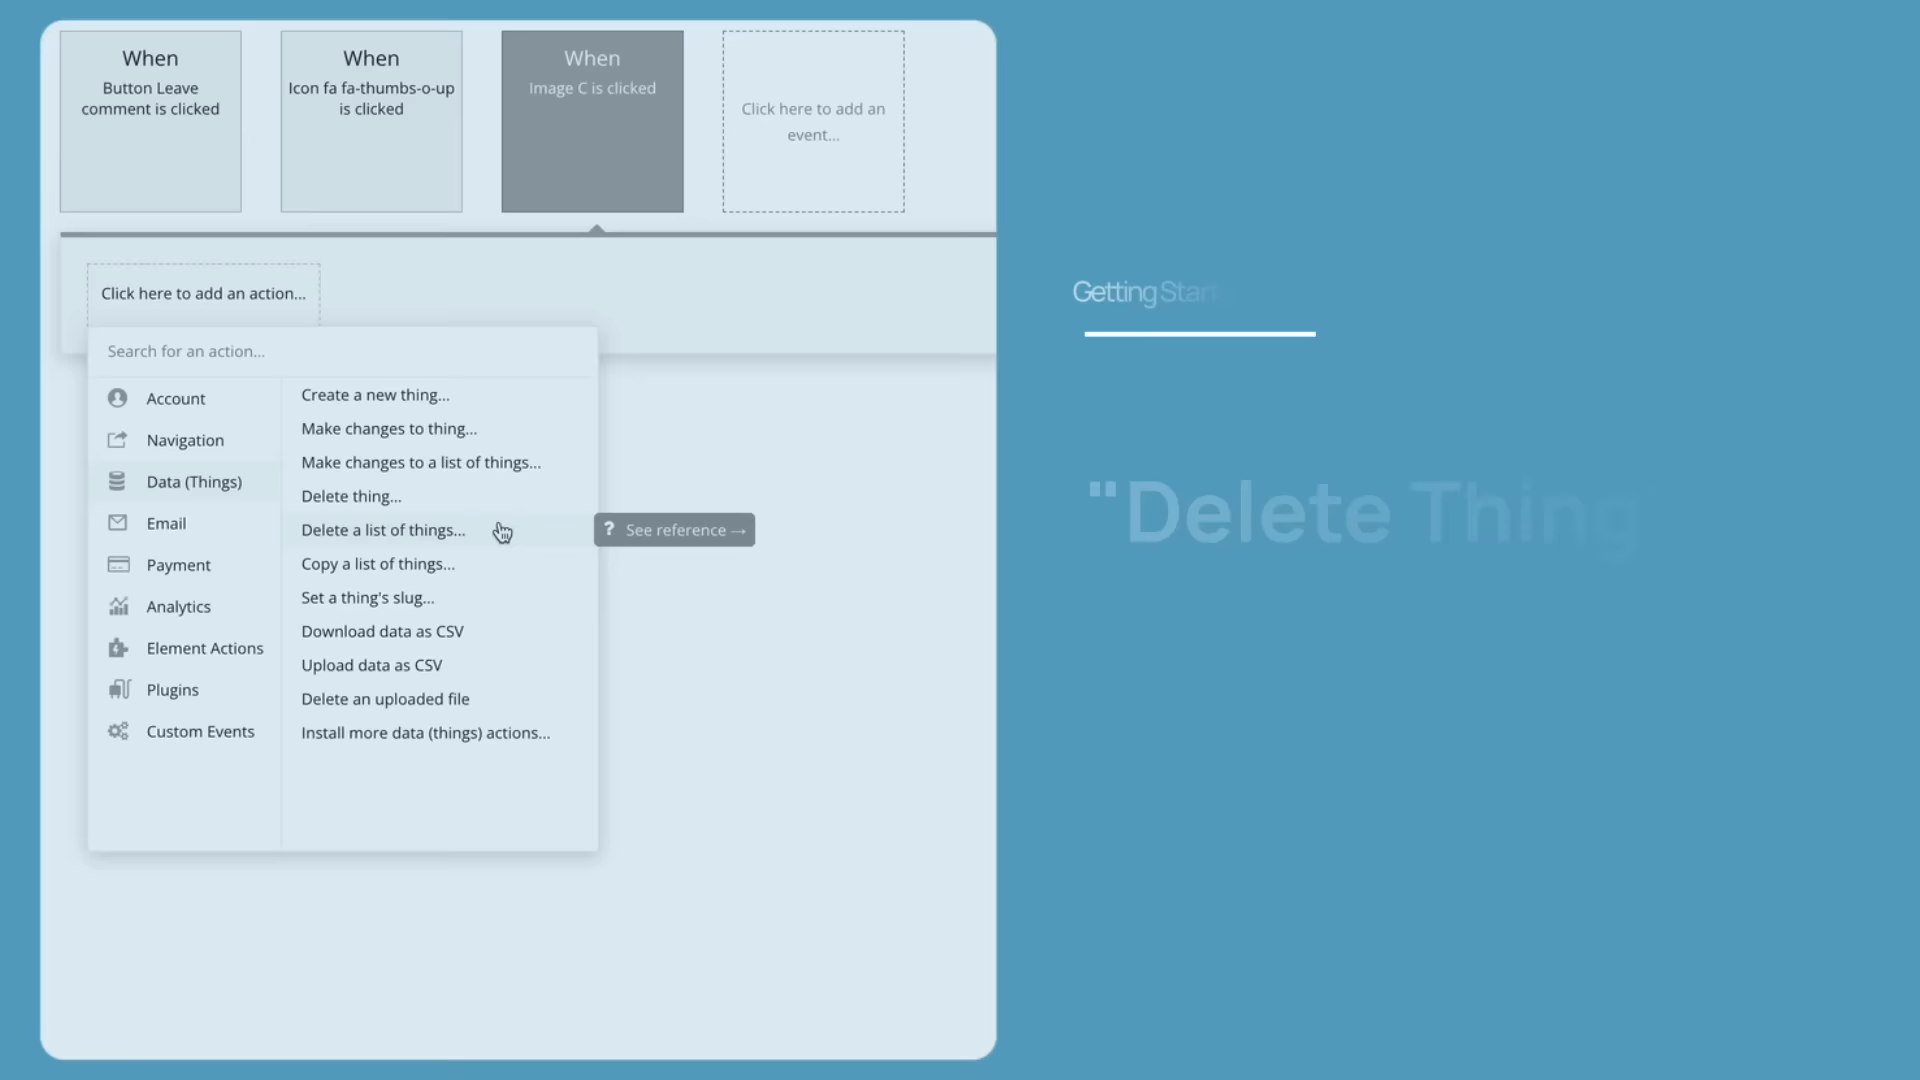 When
Button Leave
comment is clicked
When
Icon fa fa-thumbs-o-up
is clicked
When
Image C is clicked
Click here to add an
event...
Click here to add an action...
Search for an action...
Account
Navigation
Data (Things)
Email
Payment
Analytics
Element Actions
Plugins
Custom Events
Create a new thing...
Make changes to thing...
Make changes to a list of things...
Delete thing...
Delete a list of things...
Copy a list of things...
Set a thing's slug...
Download data as CSV
Upload data as CSV
Delete an uploaded file
Install more data (things) actions...
? See reference →
Getting Star
"Delete Thing